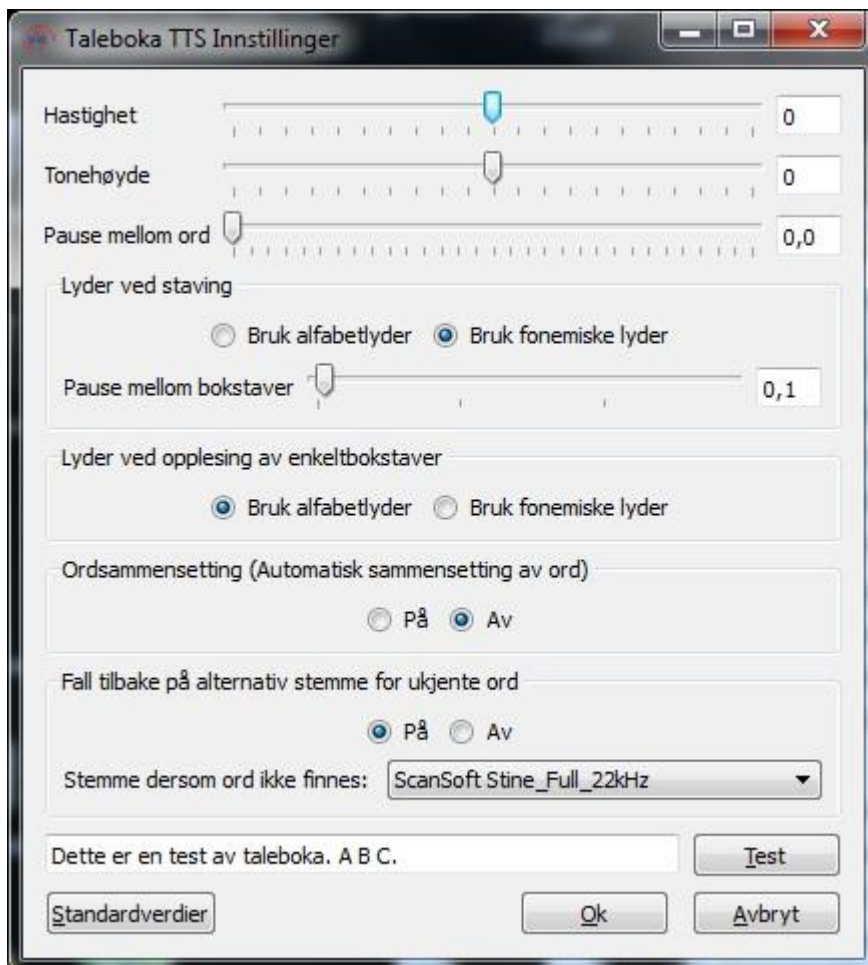 Taleboka TTS Innstillinger
Hastighet 0
Tonehøyde 0
Pause mellom ord 0,0
Lyder ved staving
Bruk alfabetlyder Bruk fonemiske lyder
Pause mellom bokstaver 0,1
Lyder ved opplesing av enkeltbokstaver
Bruk alfabetlyder Bruk fonemiske lyder
Ordsammensetting (Automatisk sammensetting av ord)
På Av
Fall tilbake på alternativ stemme for ukjente ord
På Av
Stemme dersom ord ikke finnes: ScanSoft Stine_Full_22kHz
Dette er en test av taleboka. A B C. Test
Standardverdier Ok Avbryt